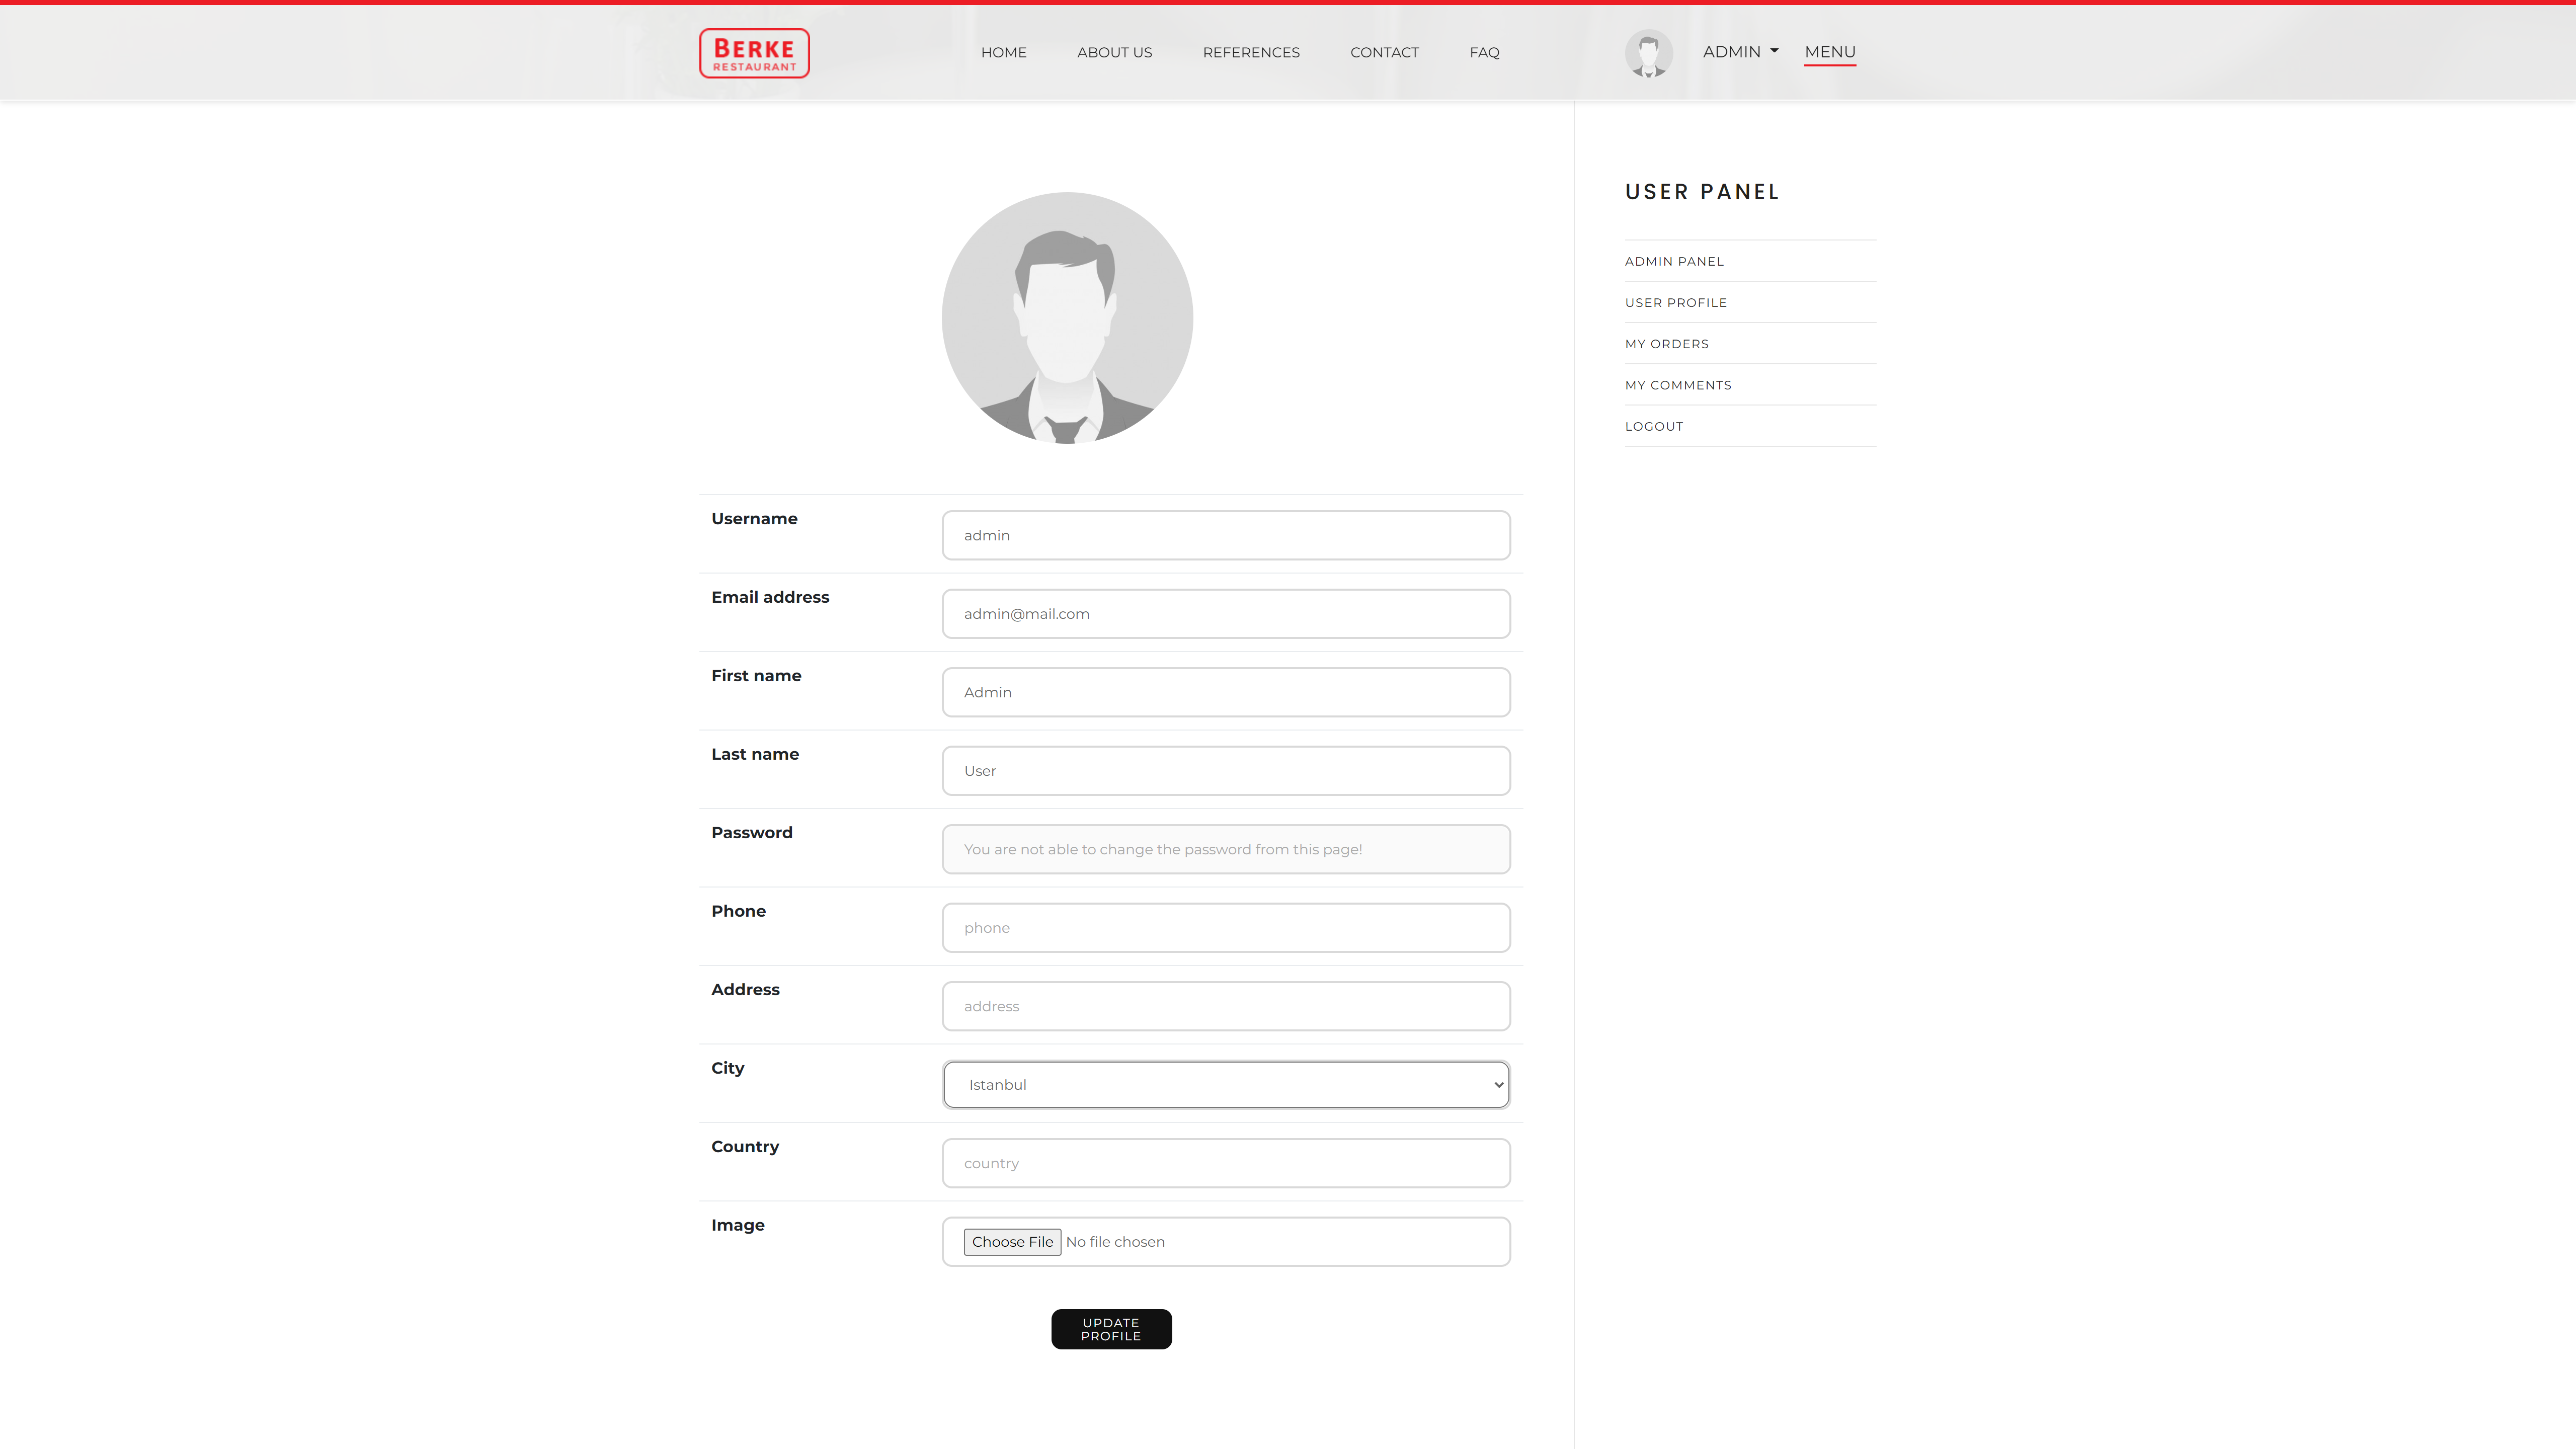 BERKE
RESTAURANT
HOME
ABOUT US
REFERENCES
CONTACT
FAQ
ADMIN
MENU
USER PANEL
ADMIN PANEL
USER PROFILE
MY ORDERS
MY COMMENTS
LOGOUT
Username
admin
Email address
admin@mail.com
First name
Admin
Last name
User
Password
You are not able to change the password from this page!
Phone
phone
Address
address
City
Istanbul
Country
country
Image
Choose File No file chosen
UPDATE
PROFILE